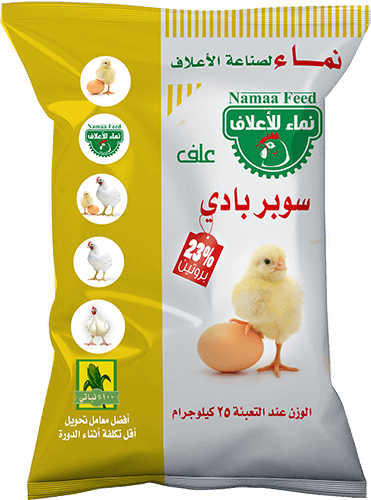 نماء لصناعة الأعلاف
Namaa Feed
نماء للأعلاف
علف
سوبر بادي
23%
بروتين
Namaa Feed
نماء للأعلاف
١٠٠٪ نباتي
أفضل معامل تحويل
أقل تكلفة أثناء الدورة
الوزن عند التعبئة ٢٥ كيلوجرام